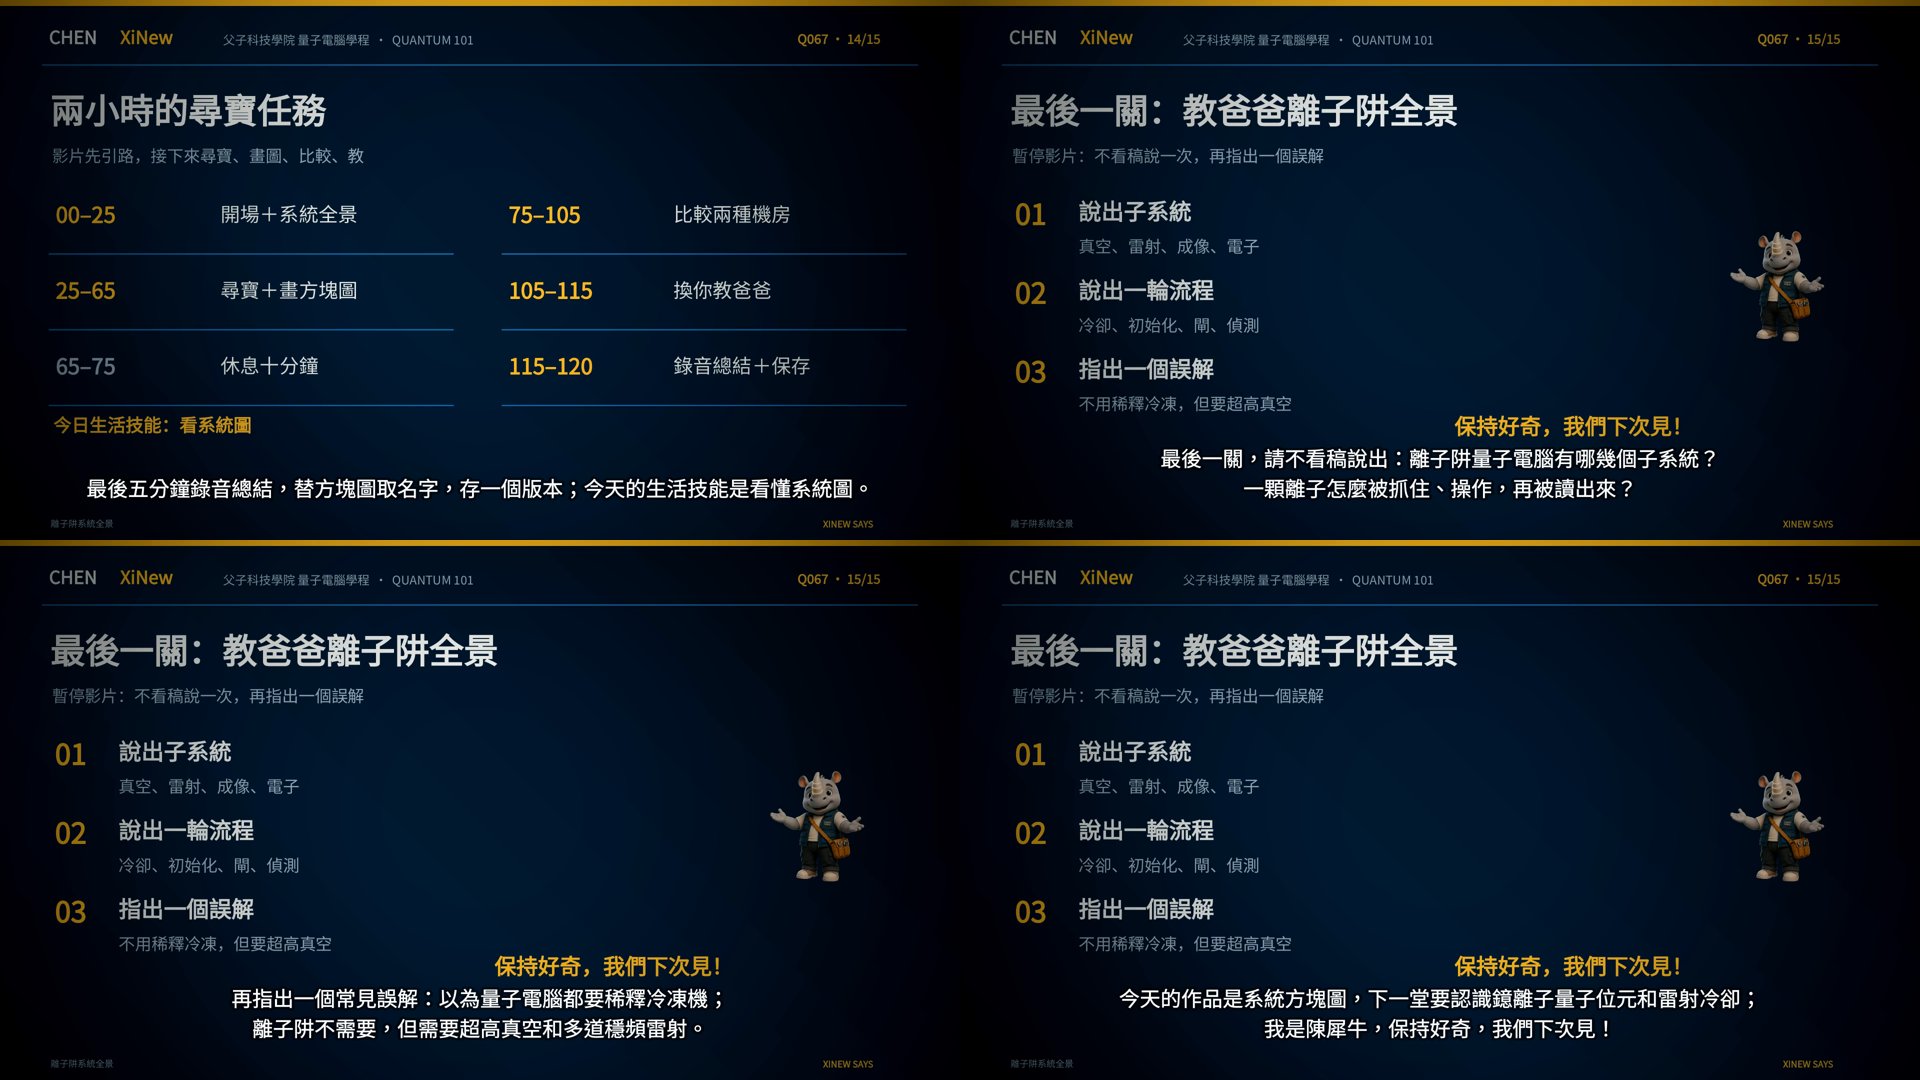 CHEN XiNew 父子科技學院 量子電腦學程 · QUANTUM 101 Q067 · 14/15
兩小時的尋寶任務
影片先引路，接下來尋寶、畫圖、比較、教
00–25 開場＋系統全景
75–105 比較兩種機房
25–65 尋寶＋畫方塊圖
105–115 換你教爸爸
65–75 休息十分鐘
115–120 錄音總結＋保存
今日生活技能：看系統圖
最後五分鐘錄音總結，替方塊圖取名字，存一個版本；今天的生活技能是看懂系統圖。
離子阱系統全景 XINEW SAYS
CHEN XiNew 父子科技學院 量子電腦學程 · QUANTUM 101 Q067 · 15/15
最後一關：教爸爸離子阱全景
暫停影片：不看稿說一次，再指出一個誤解
01 說出子系統
真空、雷射、成像、電子
02 說出一輪流程
冷卻、初始化、閘、偵測
03 指出一個誤解
不用稀釋冷凍，但要超高真空
保持好奇，我們下次見！
最後一關，請不看稿說出：離子阱量子電腦有哪幾個子系統？
一顆離子怎麼被抓住、操作，再被讀出來？
離子阱系統全景 XINEW SAYS
CHEN XiNew 父子科技學院 量子電腦學程 · QUANTUM 101 Q067 · 15/15
最後一關：教爸爸離子阱全景
暫停影片：不看稿說一次，再指出一個誤解
01 說出子系統
真空、雷射、成像、電子
02 說出一輪流程
冷卻、初始化、閘、偵測
03 指出一個誤解
不用稀釋冷凍，但要超高真空
保持好奇，我們下次見！
再指出一個常見誤解：以為量子電腦都要稀釋冷凍機；
離子阱不需要，但需要超高真空和多道穩頻雷射。
離子阱系統全景 XINEW SAYS
CHEN XiNew 父子科技學院 量子電腦學程 · QUANTUM 101 Q067 · 15/15
最後一關：教爸爸離子阱全景
暫停影片：不看稿說一次，再指出一個誤解
01 說出子系統
真空、雷射、成像、電子
02 說出一輪流程
冷卻、初始化、閘、偵測
03 指出一個誤解
不用稀釋冷凍，但要超高真空
保持好奇，我們下次見！
今天的作品是系統方塊圖，下一堂要認識鐿離子量子位元和雷射冷卻；
我是陳犀牛，保持好奇，我們下次見！
離子阱系統全景 XINEW SAYS